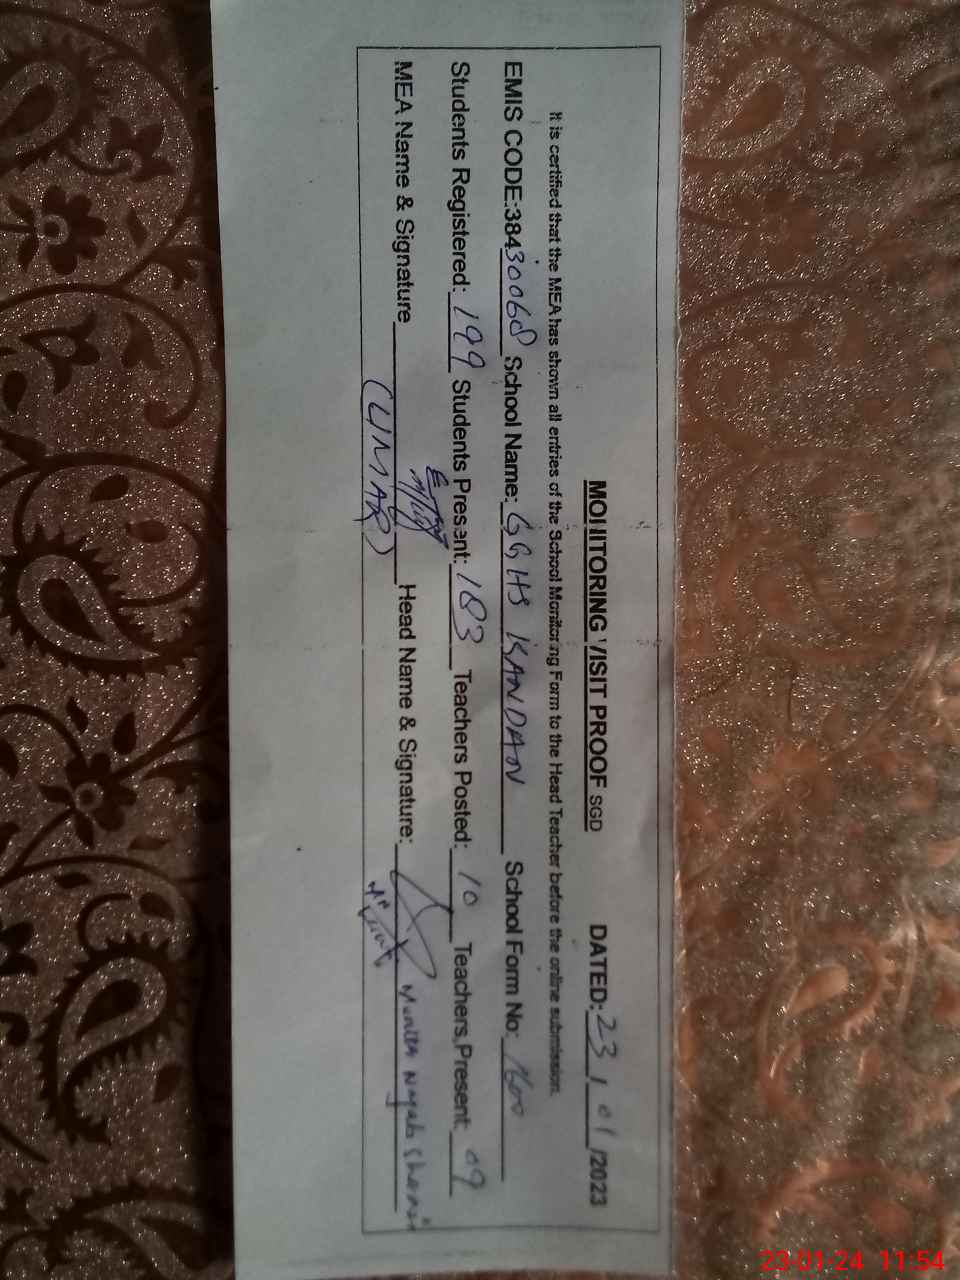 MONITORING VISIT PROOF SGD DATED: 23/01/2023
It is certified that the MEA has shown all entries of the School Monitoring Form to the Head Teacher before the online submission.
EMIS CODE:38430068 School Name: GGHS KANDAN School Form No: 1600
Students Registered: 199 Students Present: 183 Teachers Posted: 10 Teachers Present: 09
MEA Name & Signature (UMAR) Head Name & Signature: Nayab
23-01-24 11:54